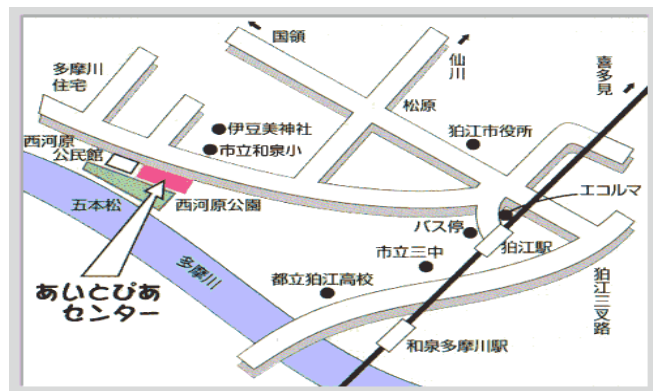 国領
仙川
喜多見
多摩川
住宅
松原
伊豆美神社
狛江市役所
市立和泉小
西河原
公民館
エコルマ
五本松
西河原公園
バス停
狛江駅
市立三中
多摩川
都立狛江高校
狛江三叉路
あいとぴあ
センター
和泉多摩川駅